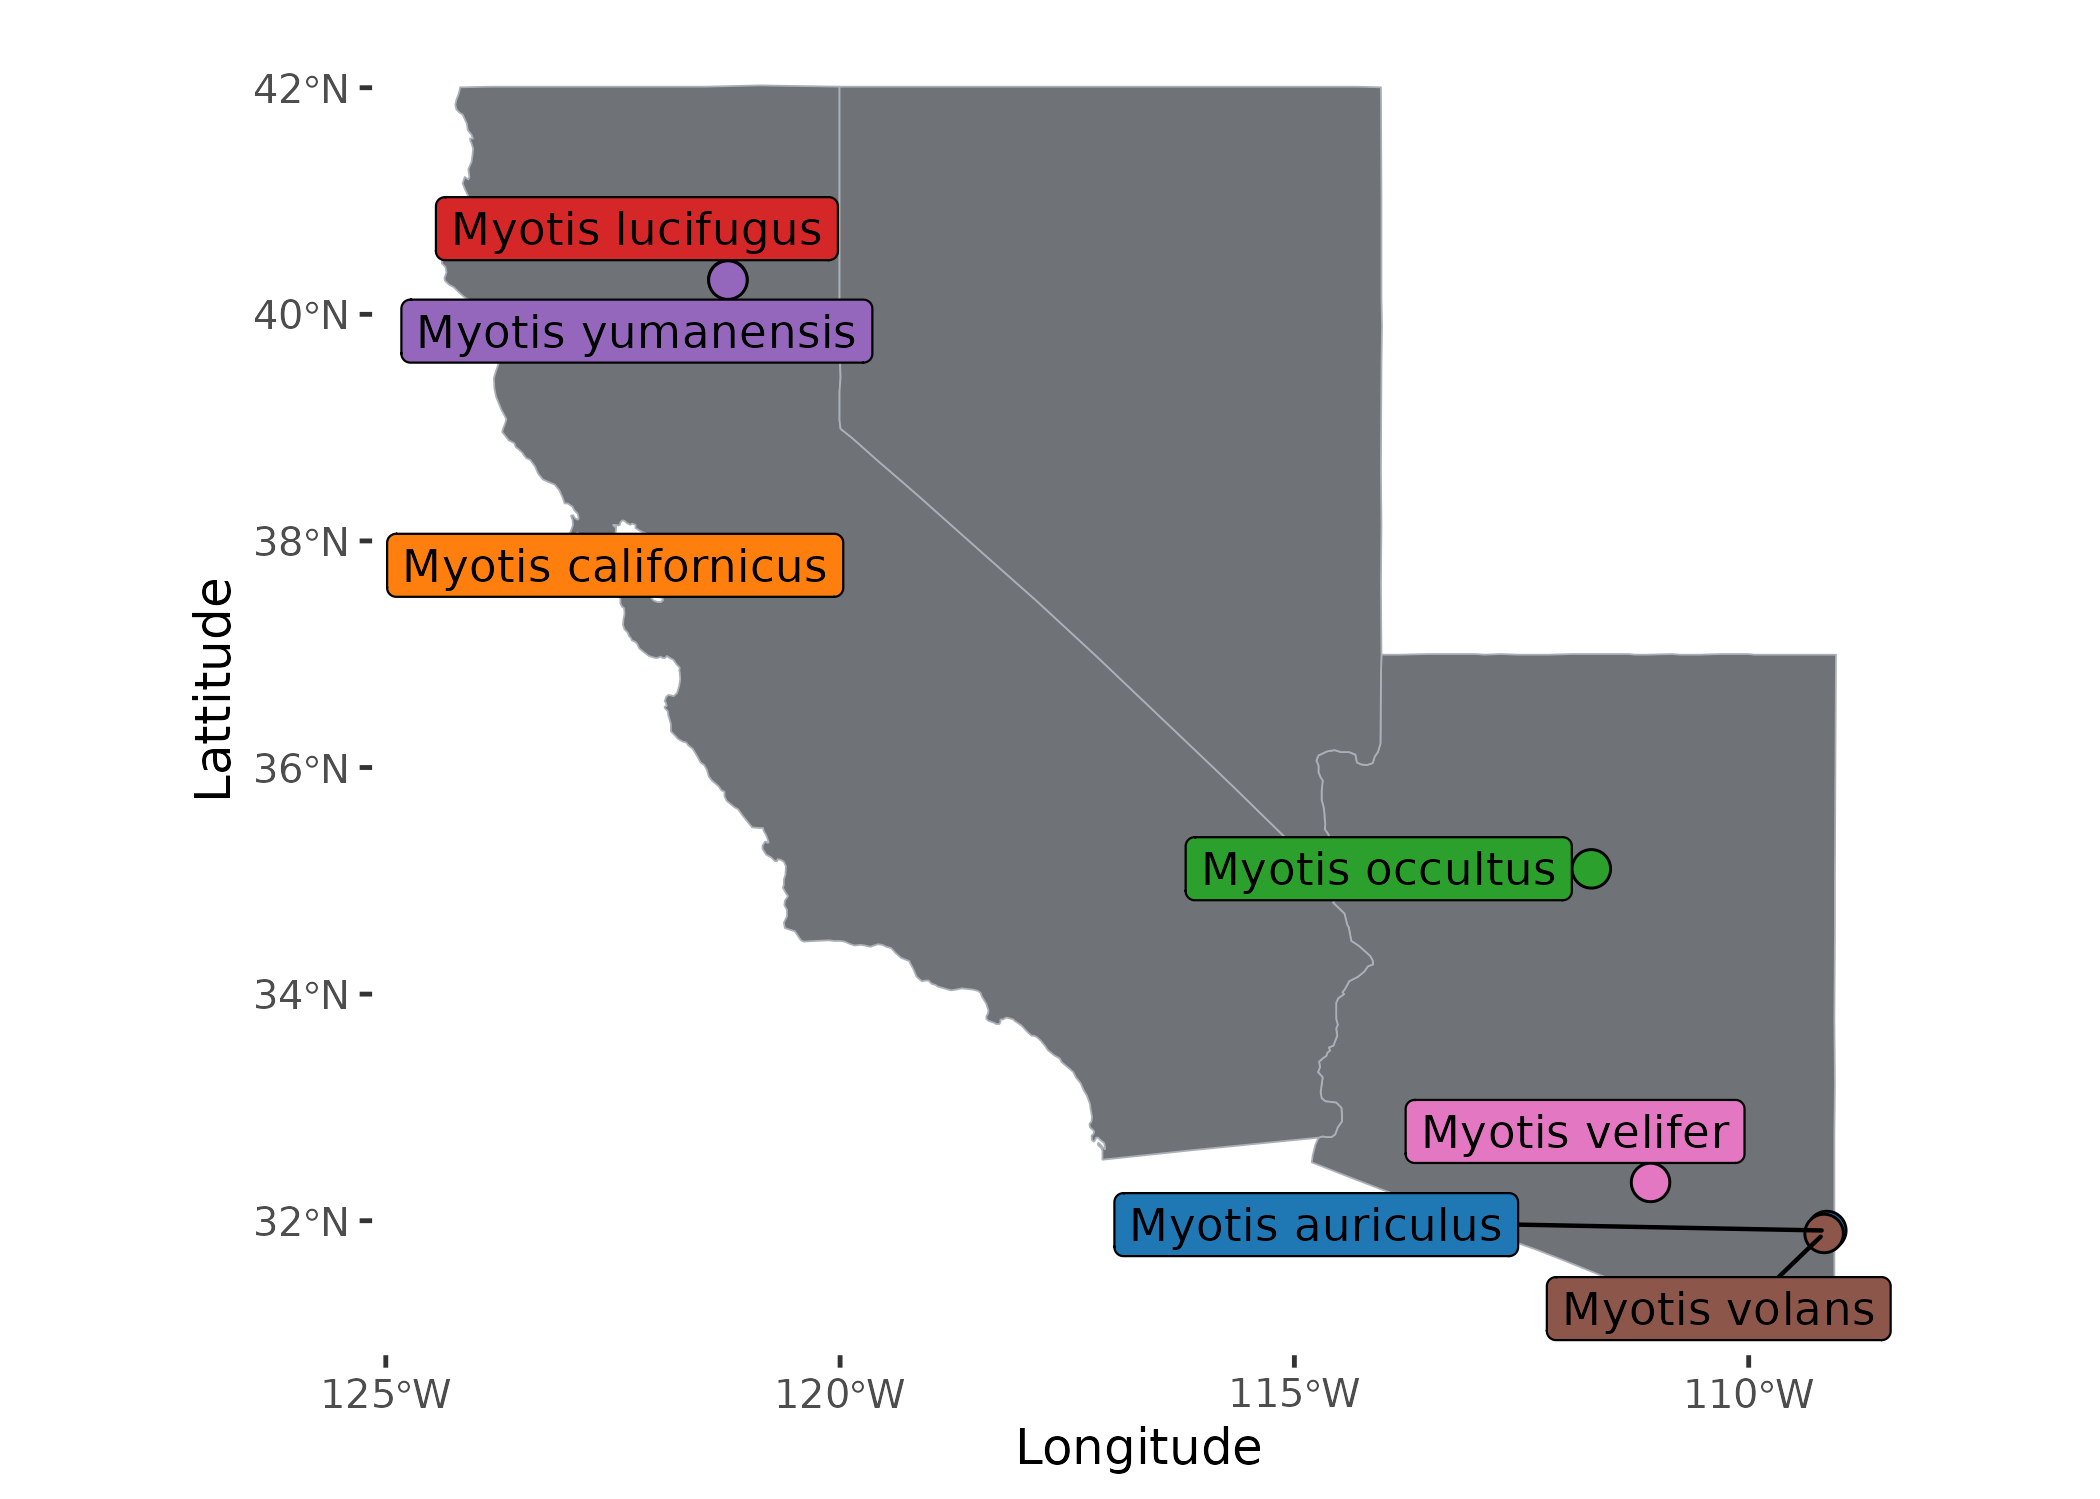 42°N
40°N
38°N
36°N
34°N
32°N
Lattitude
Myotis lucifugus
Myotis yumanensis
Myotis californicus
Myotis occultus
Myotis velifer
Myotis auriculus
Myotis volans
125°W
120°W
115°W
110°W
Longitude